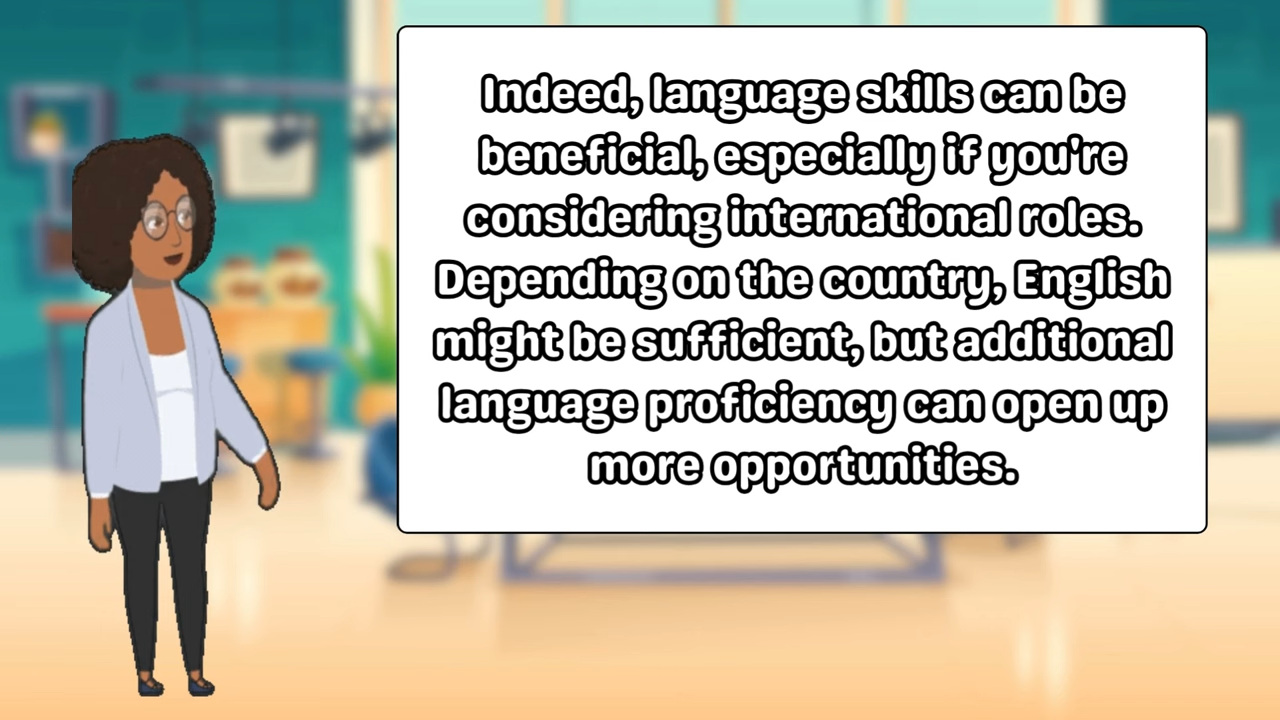 Indeed, language skills can be
beneficial, especially if you're
considering international roles.
Depending on the country, English
might be sufficient, but additional
language proficiency can open up
more opportunities.